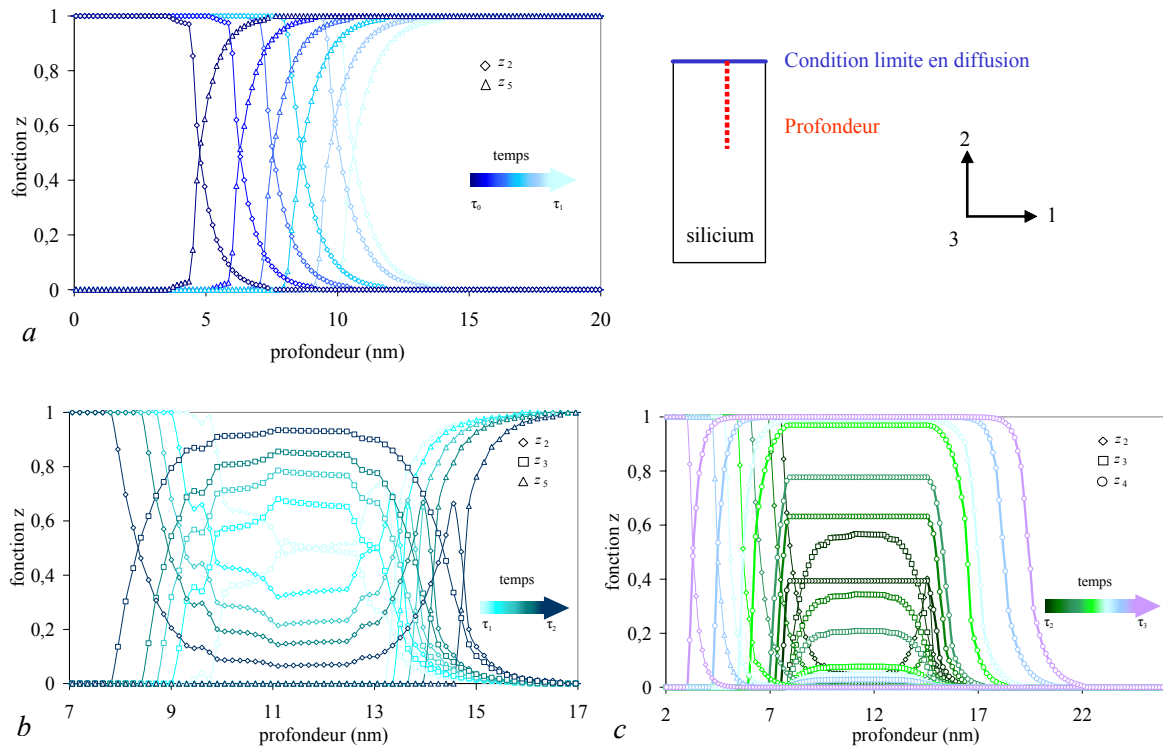 1
0,8
0,6
0,4
0,2
0
fonction z
z2
z5
temps
τ0
τ1
0
5
10
15
20
profondeur (nm)
a
Condition limite en diffusion
Profondeur
silicium
2
1
3
1
0,8
0,6
0,4
0,2
0
fonction z
z2
z3
z5
temps
τ1
τ2
7
9
11
13
15
17
profondeur (nm)
b
1
0,8
0,6
0,4
0,2
0
fonction z
z2
z3
z4
temps
τ2
τ3
2
7
12
17
22
profondeur (nm)
c